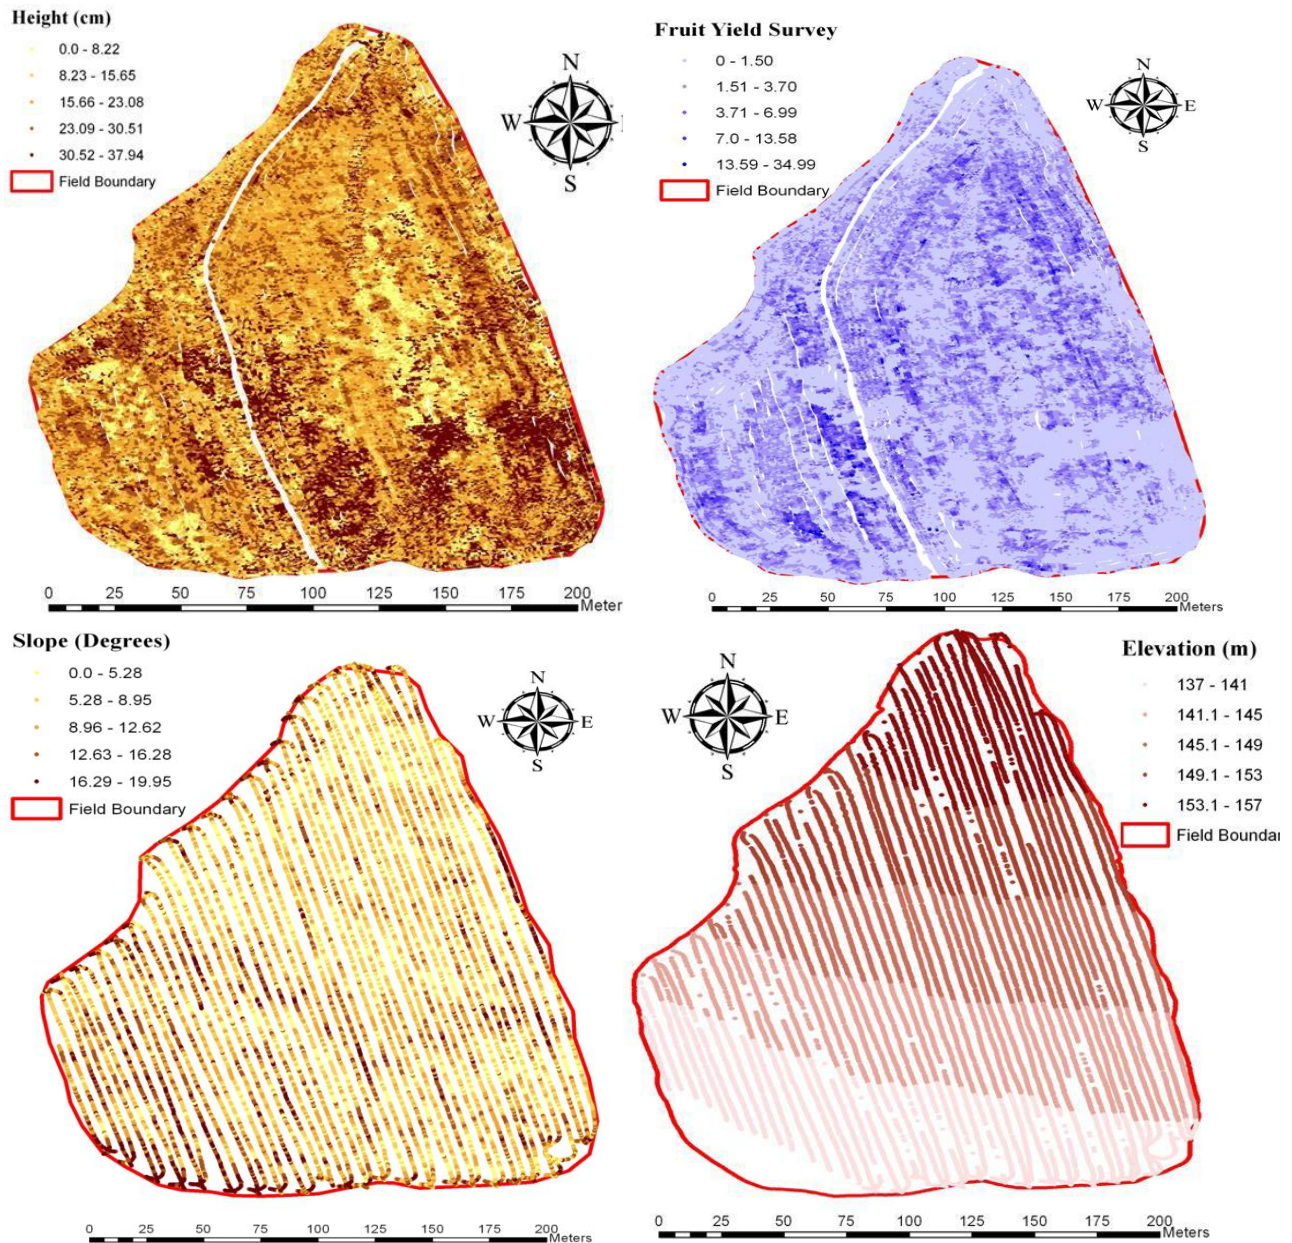 Height (cm)
0.0 - 8.22
8.23 - 15.65
15.66 - 23.08
23.09 - 30.51
30.52 - 37.94
Field Boundary
N
W
S
0 25 50 75 100 125 150 175 200
Meter
Fruit Yield Survey
0 - 1.50
1.51 - 3.70
3.71 - 6.99
7.0 - 13.58
13.59 - 34.99
Field Boundary
N
W E
S
0 25 50 75 100 125 150 175 200
Meters
Slope (Degrees)
0.0 - 5.28
5.28 - 8.95
8.96 - 12.62
12.63 - 16.28
16.29 - 19.95
Field Boundary
N
W E
S
0 25 50 75 100 125 150 175 200
Meters
Elevation (m)
137 - 141
141.1 - 145
145.1 - 149
149.1 - 153
153.1 - 157
Field Boundar
N
W E
S
0 25 50 75 100 125 150 175 200
Meters